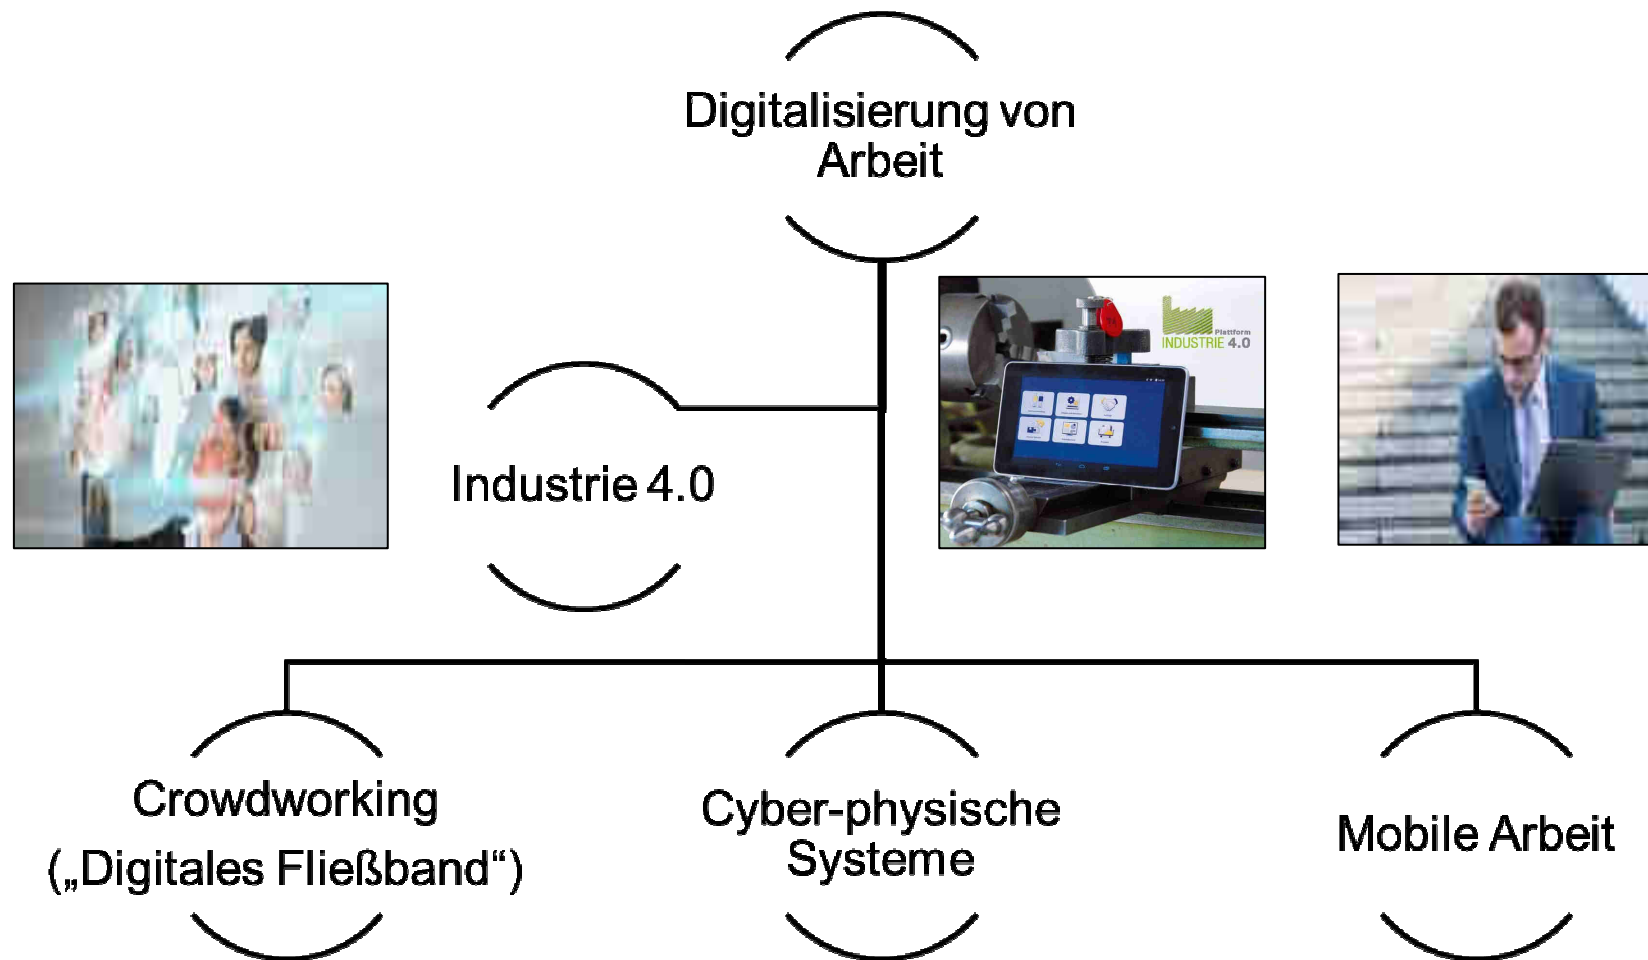 Digitalisierung von
Arbeit
Plattform
INDUSTRIE 4.0
Industrie 4.0
Crowdworking
(„Digitales Fließband“)
Cyber-physische
Systeme
Mobile Arbeit